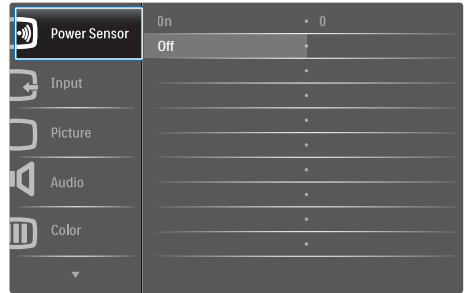 Power Sensor
On • 0
Off •
•
Input
•
•
Picture
•
•
Audio
•
•
Color
•
▼